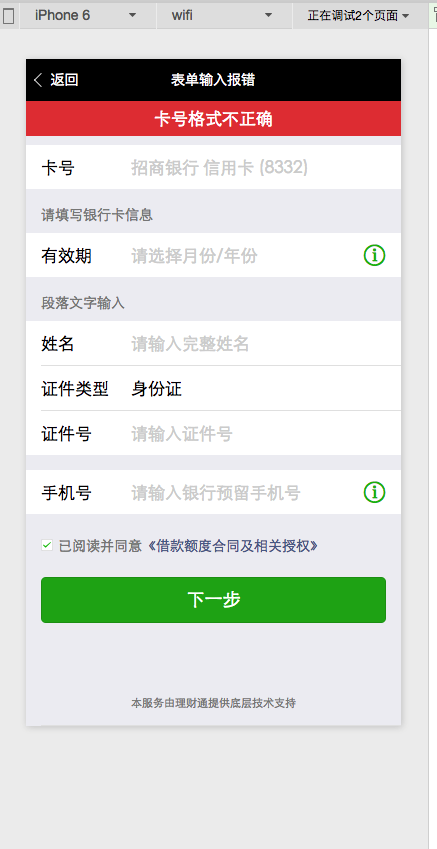 iPhone 6 wifi 正在调试2个页面
返回 表单输入报错
卡号格式不正确
卡号 招商银行 信用卡 (8332)
请填写银行卡信息
有效期 请选择月份/年份
段落文字输入
姓名 请输入完整姓名
证件类型 身份证
证件号 请输入证件号
手机号 请输入银行预留手机号
已阅读并同意《借款额度合同及相关授权》
下一步
本服务由理财通提供底层技术支持